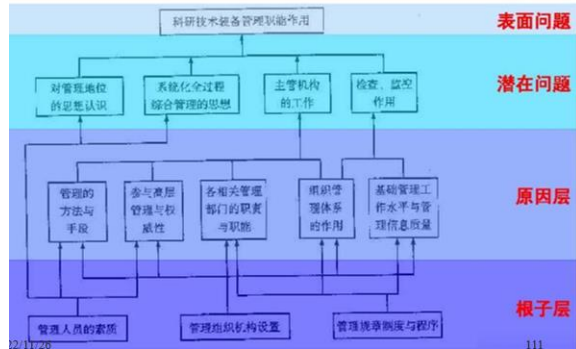 科研技术装备管理职能作用
表面问题
对管理地位
的思想认识
系统化全过程
综合管理的思想
主管机构
的工作
检查、监控
作用
潜在问题
管理的
方法与
手段
参与高层
管理与权
威性
各相关管理
部门的职责
与职能
组织管
理体系
的作用
基础管理工
作水平与管
理信息质量
原因层
管理人员的素质
管理组织机构设置
管理规章制度与程序
根子层
22/11/26
111